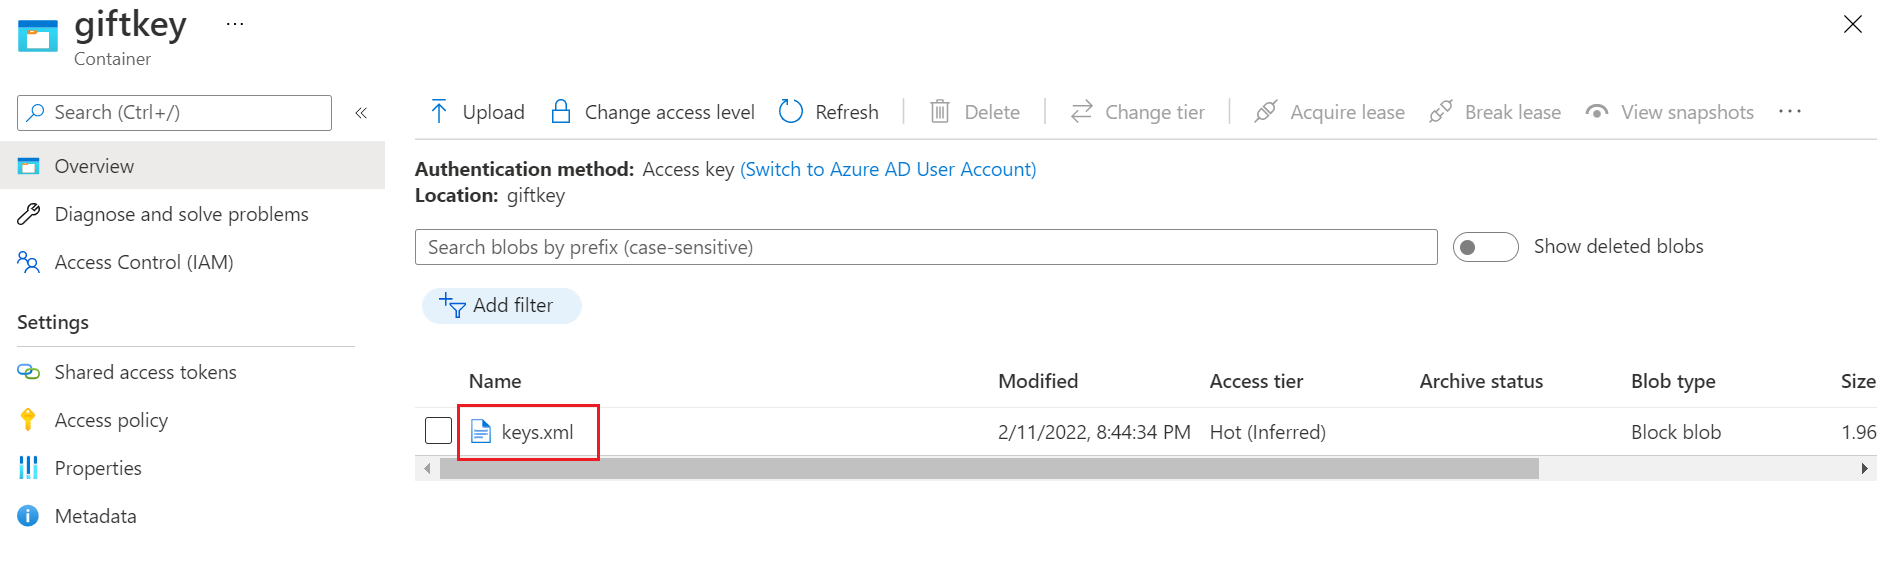 giftkey ...
Container
Search (Ctrl+/)
«
Overview
Diagnose and solve problems
Access Control (IAM)
Settings
Shared access tokens
Access policy
Properties
Metadata
Upload Change access level Refresh Delete Change tier Acquire lease Break lease View snapshots ...
Authentication method: Access key (Switch to Azure AD User Account)
Location: giftkey
Search blobs by prefix (case-sensitive) Show deleted blobs
Add filter
Name Modified Access tier Archive status Blob type Size
keys.xml 2/11/2022, 8:44:34 PM Hot (Inferred) Block blob 1.96